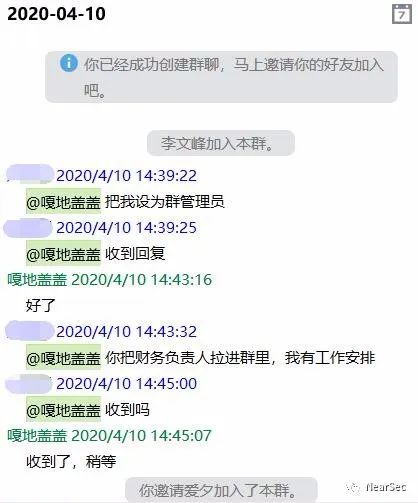 2020-04-10
7
你已经成功创建群聊，马上邀请你的好友加入
吧。
李文峰加入本群。
2020/4/10 14:39:22
@嘎地盖盖 把我设为群管理员
2020/4/10 14:39:25
@嘎地盖盖 收到回复
嘎地盖盖 2020/4/10 14:43:16
好了
2020/4/10 14:43:32
@嘎地盖盖 你把财务负责人拉进群里，我有工作安排
2020/4/10 14:45:00
@嘎地盖盖 收到吗
嘎地盖盖 2020/4/10 14:45:07
收到了，稍等
你邀请爱夕加入了本群。
NearSec